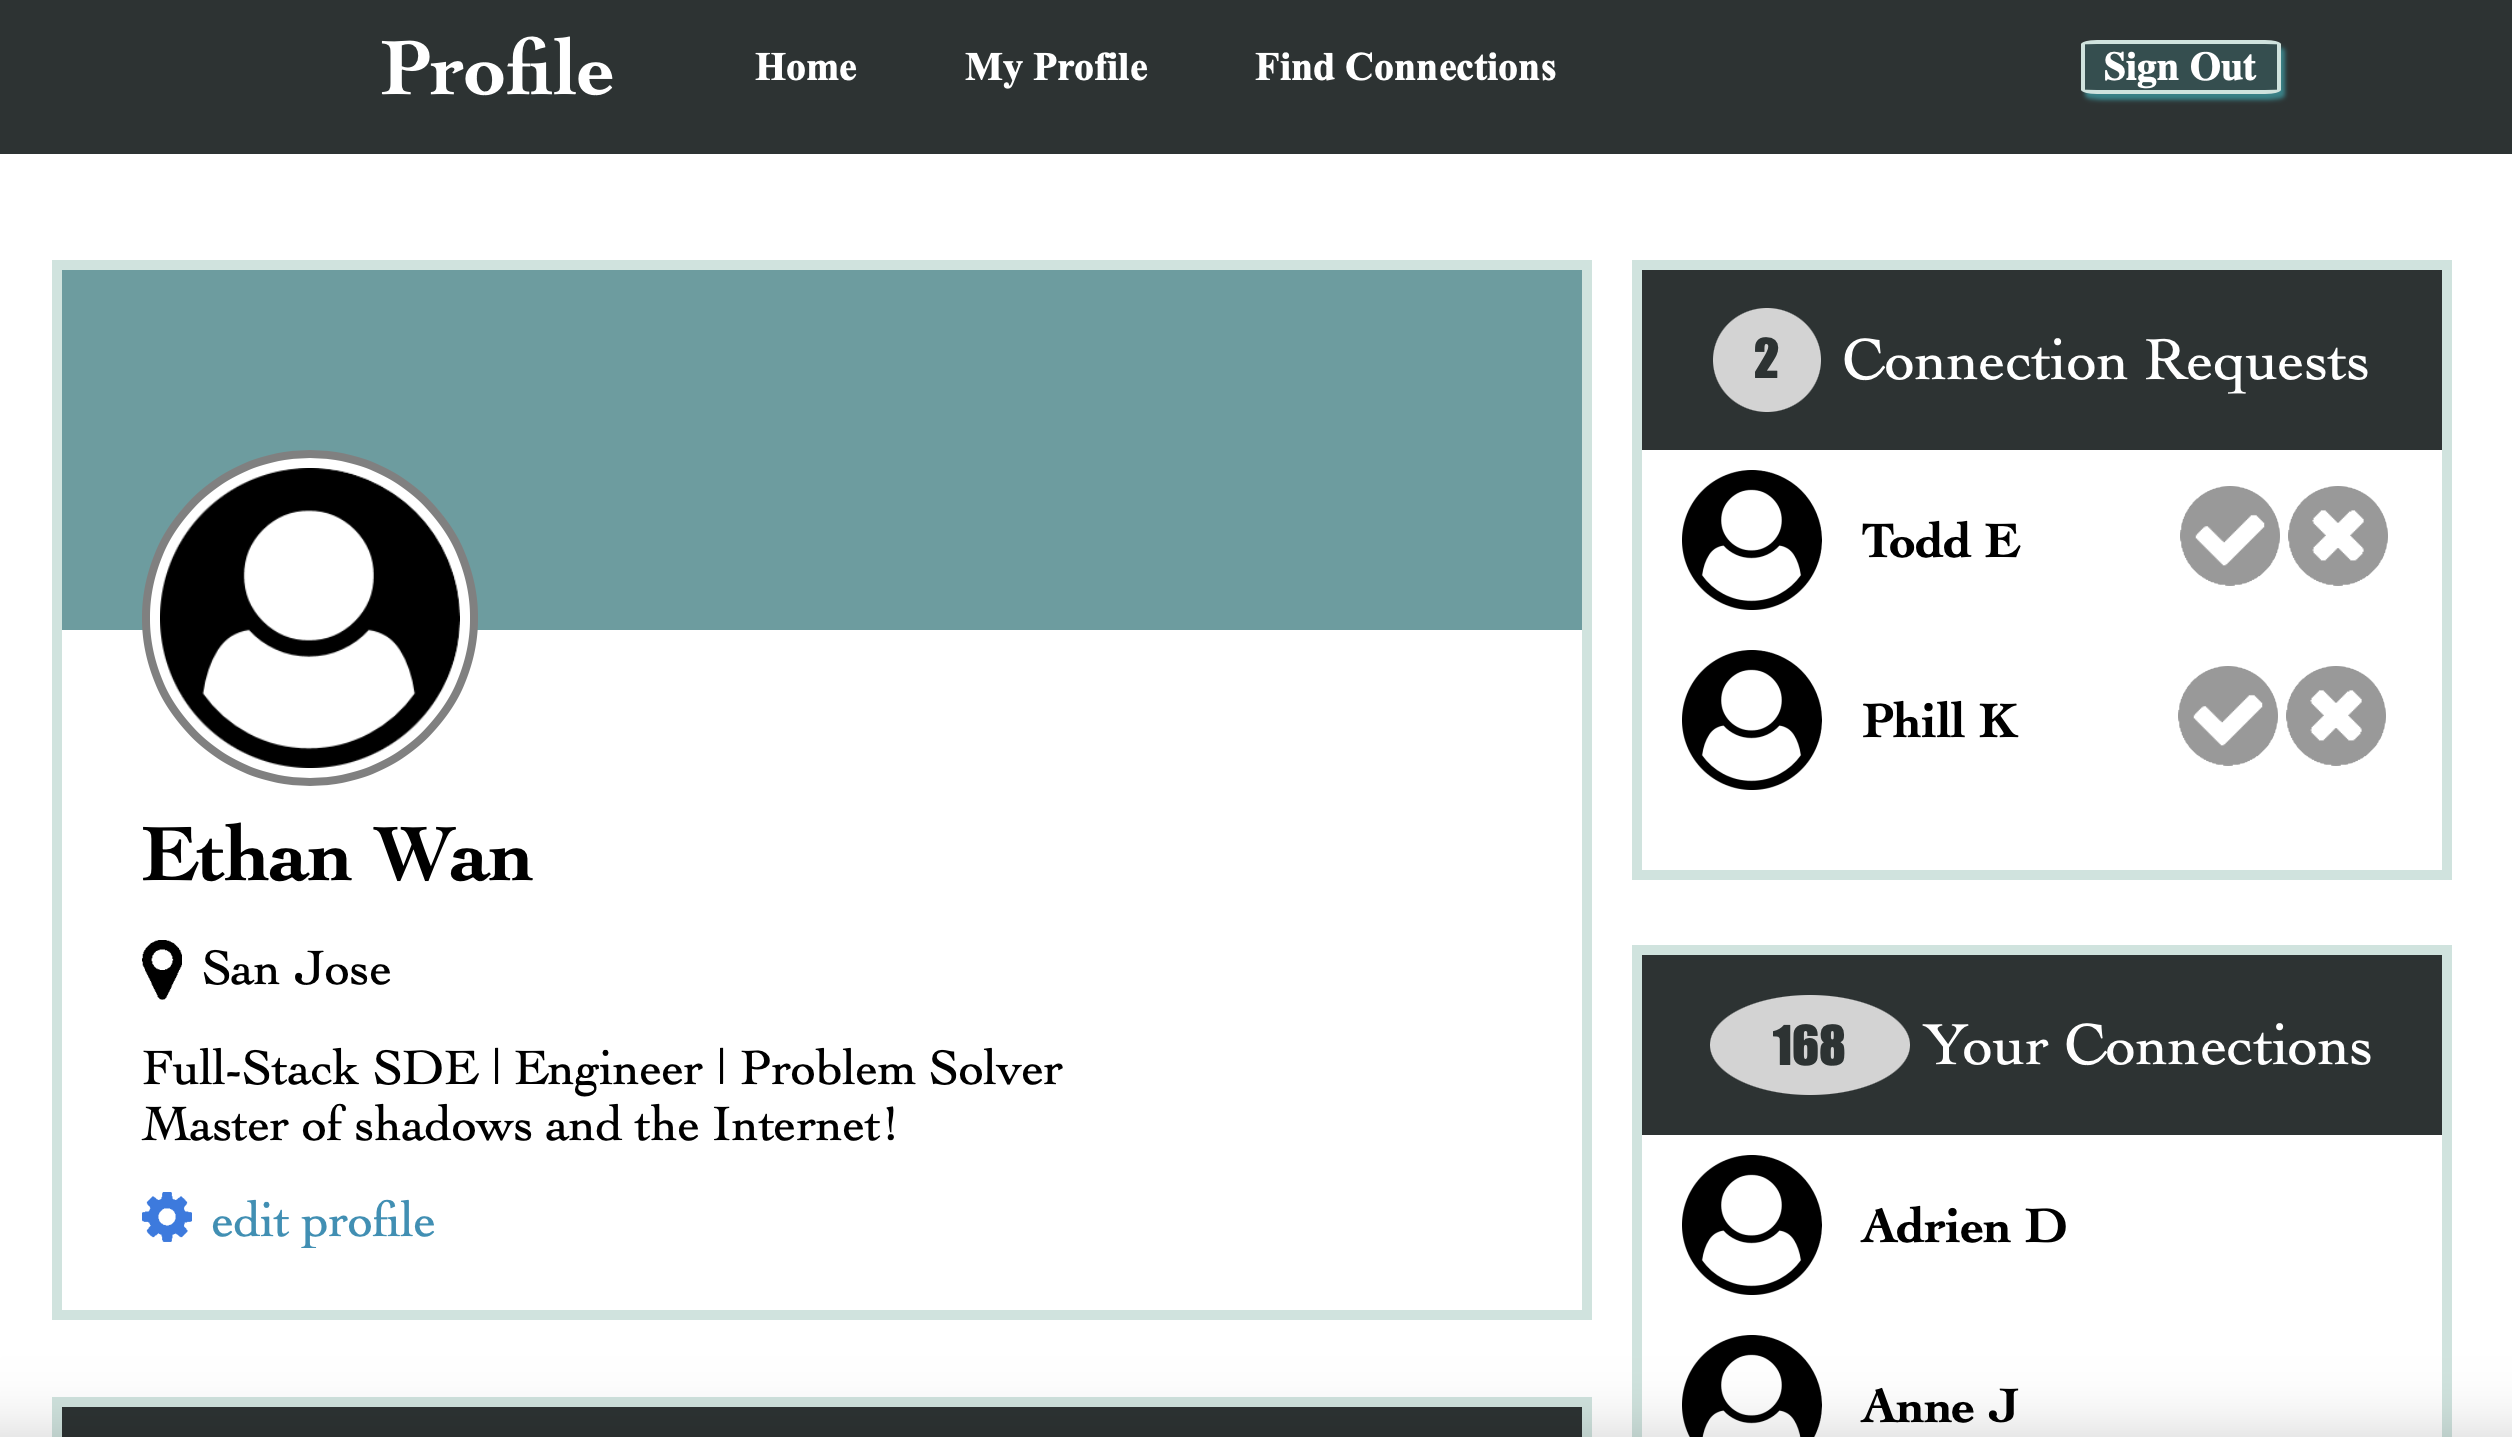 Profile
Home
My Profile
Find Connections
Sign Out
Ethan Wan
San Jose
Full-Stack SDE | Engineer | Problem Solver
Master of shadows and the Internet!
edit profile
2 Connection Requests
Todd E
Phill K
168 Your Connections
Adrien D
Anne J